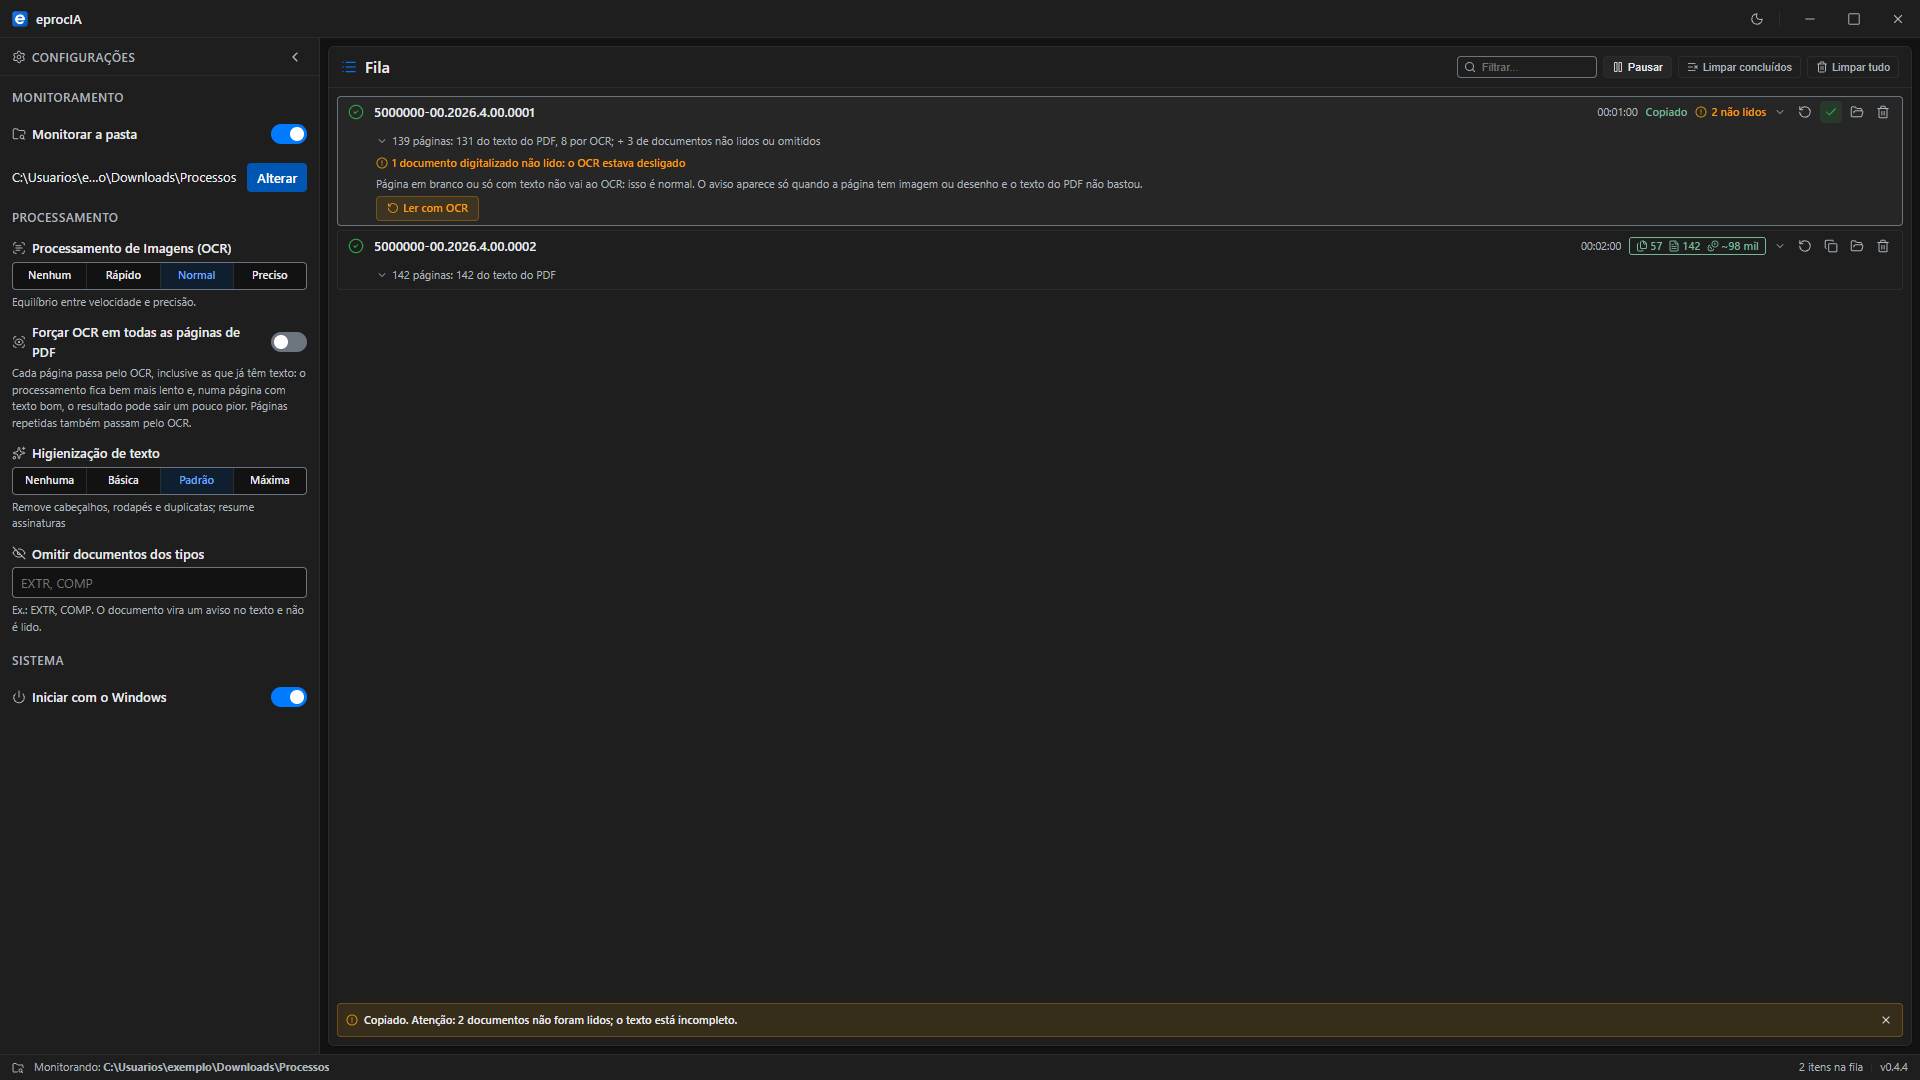 eprocIA
CONFIGURAÇÕES
MONITORAMENTO
Monitorar a pasta
C:\Usuarios\e...o\Downloads\Processos
Alterar
PROCESSAMENTO
Processamento de Imagens (OCR)
Nenhum Rápido Normal Preciso
Equilíbrio entre velocidade e precisão.
Forçar OCR em todas as páginas de
PDF
Cada página passa pelo OCR, inclusive as que já têm texto: o
processamento fica bem mais lento e, numa página com
texto bom, o resultado pode sair um pouco pior. Páginas
repetidas também passam pelo OCR.
Higienização de texto
Nenhuma Básica Padrão Máxima
Remove cabeçalhos, rodapés e duplicatas; resume
assinaturas
Omitir documentos dos tipos
EXTR, COMP
Ex.: EXTR, COMP. O documento vira um aviso no texto e não
é lido.
SISTEMA
Iniciar com o Windows
Fila
Filtrar...
Pausar
Limpar concluídos
Limpar tudo
5000000-00.2026.4.00.0001
00:01:00 Copiado 2 não lidos
139 páginas: 131 do texto do PDF, 8 por OCR; + 3 de documentos não lidos ou omitidos
1 documento digitalizado não lido: o OCR estava desligado
Página em branco ou só com texto não vai ao OCR: isso é normal. O aviso aparece só quando a página tem imagem ou desenho e o texto do PDF não bastou.
Ler com OCR
5000000-00.2026.4.00.0002
00:02:00 57 142 ~98 mil
142 páginas: 142 do texto do PDF
Copiado. Atenção: 2 documentos não foram lidos; o texto está incompleto.
Monitorando: C:\Usuarios\exemplo\Downloads\Processos
2 itens na fila
v0.4.4